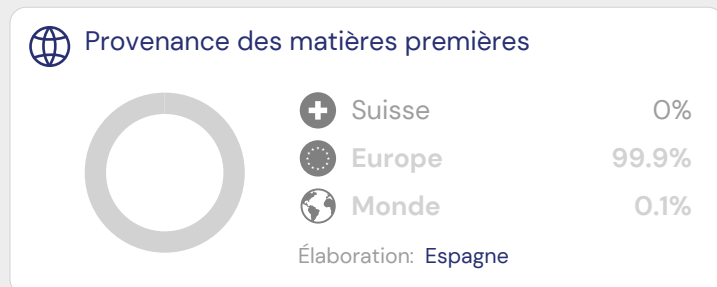 Provenance des matières premières
Suisse 0%
Europe 99.9%
Monde 0.1%
Élaboration: Espagne